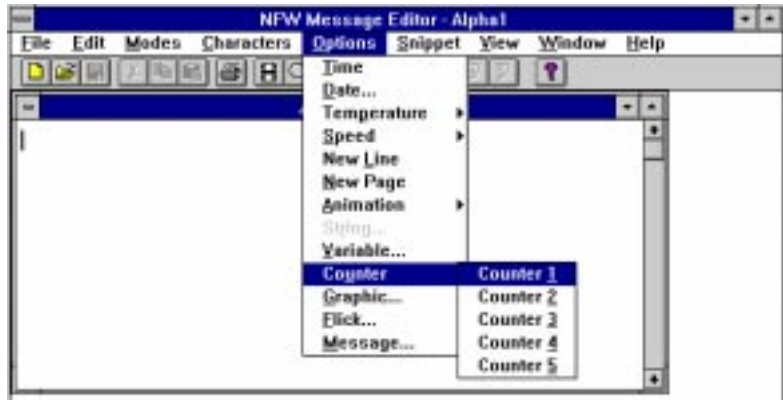 NFW Message Editor - Alpha1
File Edit Modes Characters Options Snippet View Window Help
Time
Date...
Temperature
Speed
New Line
New Page
Animation
String...
Variable...
Counter
Graphic...
Flick...
Message...
Counter 1
Counter 2
Counter 3
Counter 4
Counter 5